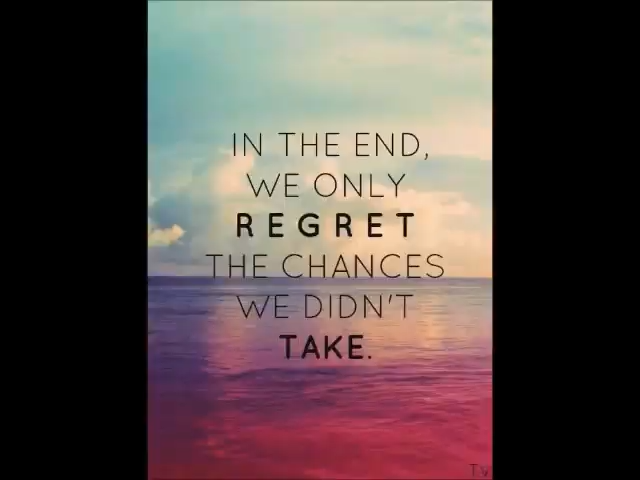 IN THE END,
WE ONLY
REGRET
THE CHANCES
WE DIDN'T
TAKE.
T.V